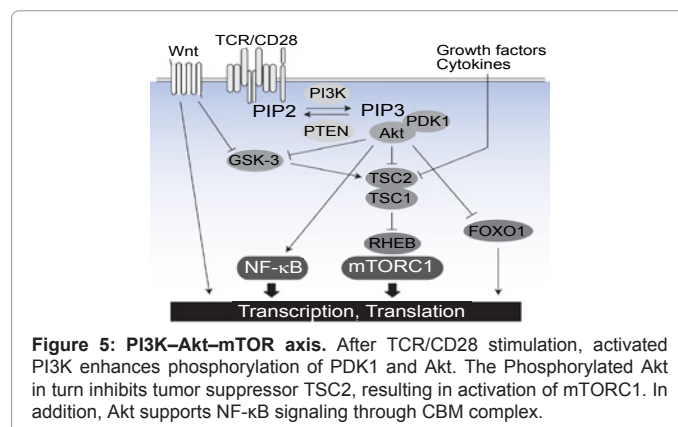 Wnt
TCR/CD28
Growth factors
Cytokines
PI3K
PIP2
PIP3
PTEN
Akt
PDK1
GSK-3
TSC2
TSC1
FOXO1
RHEB
NF-κB
mTORC1
Transcription, Translation
Figure 5: PI3K–Akt–mTOR axis. After TCR/CD28 stimulation, activated
PI3K enhances phosphorylation of PDK1 and Akt. The Phosphorylated Akt
in turn inhibits tumor suppressor TSC2, resulting in activation of mTORC1. In
addition, Akt supports NF-κB signaling through CBM complex.